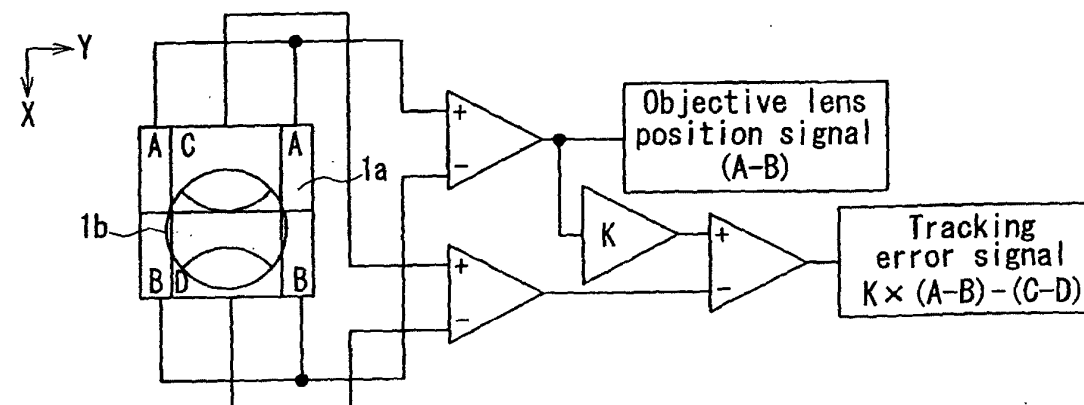 Y
X
A C A
1a
1b
B D B
+
-
+
-
K
+
-
Objective lens
position signal
(A-B)
Tracking
error signal
K×(A-B)-(C-D)